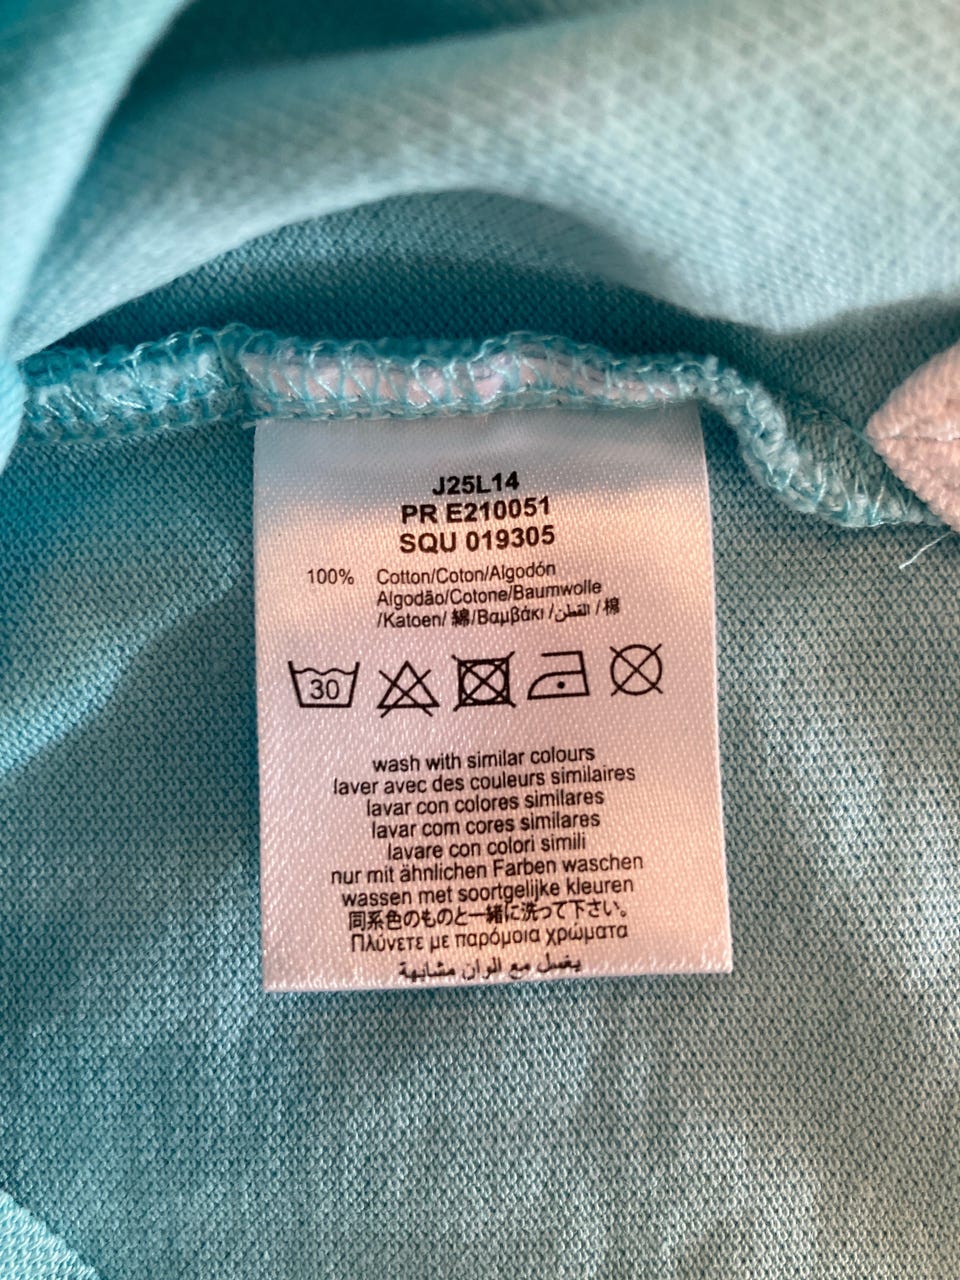 J25L14
PR E210051
SQU 019305
100% Cotton/Coton/Algodón
Algodão/Cotone/Baumwolle
/Katoen/ 綿/Βαμβάκι /القطن /棉
30
wash with similar colours
laver avec des couleurs similaires
lavar con colores similares
lavar com cores similares
lavare con colori simili
nur mit ähnlichen Farben waschen
wassen met soortgelijke kleuren
同系色のものと一緒に洗って下さい。
Πλύνετε με παρόμοια χρώματα
يغسل مع الوان مشابهة